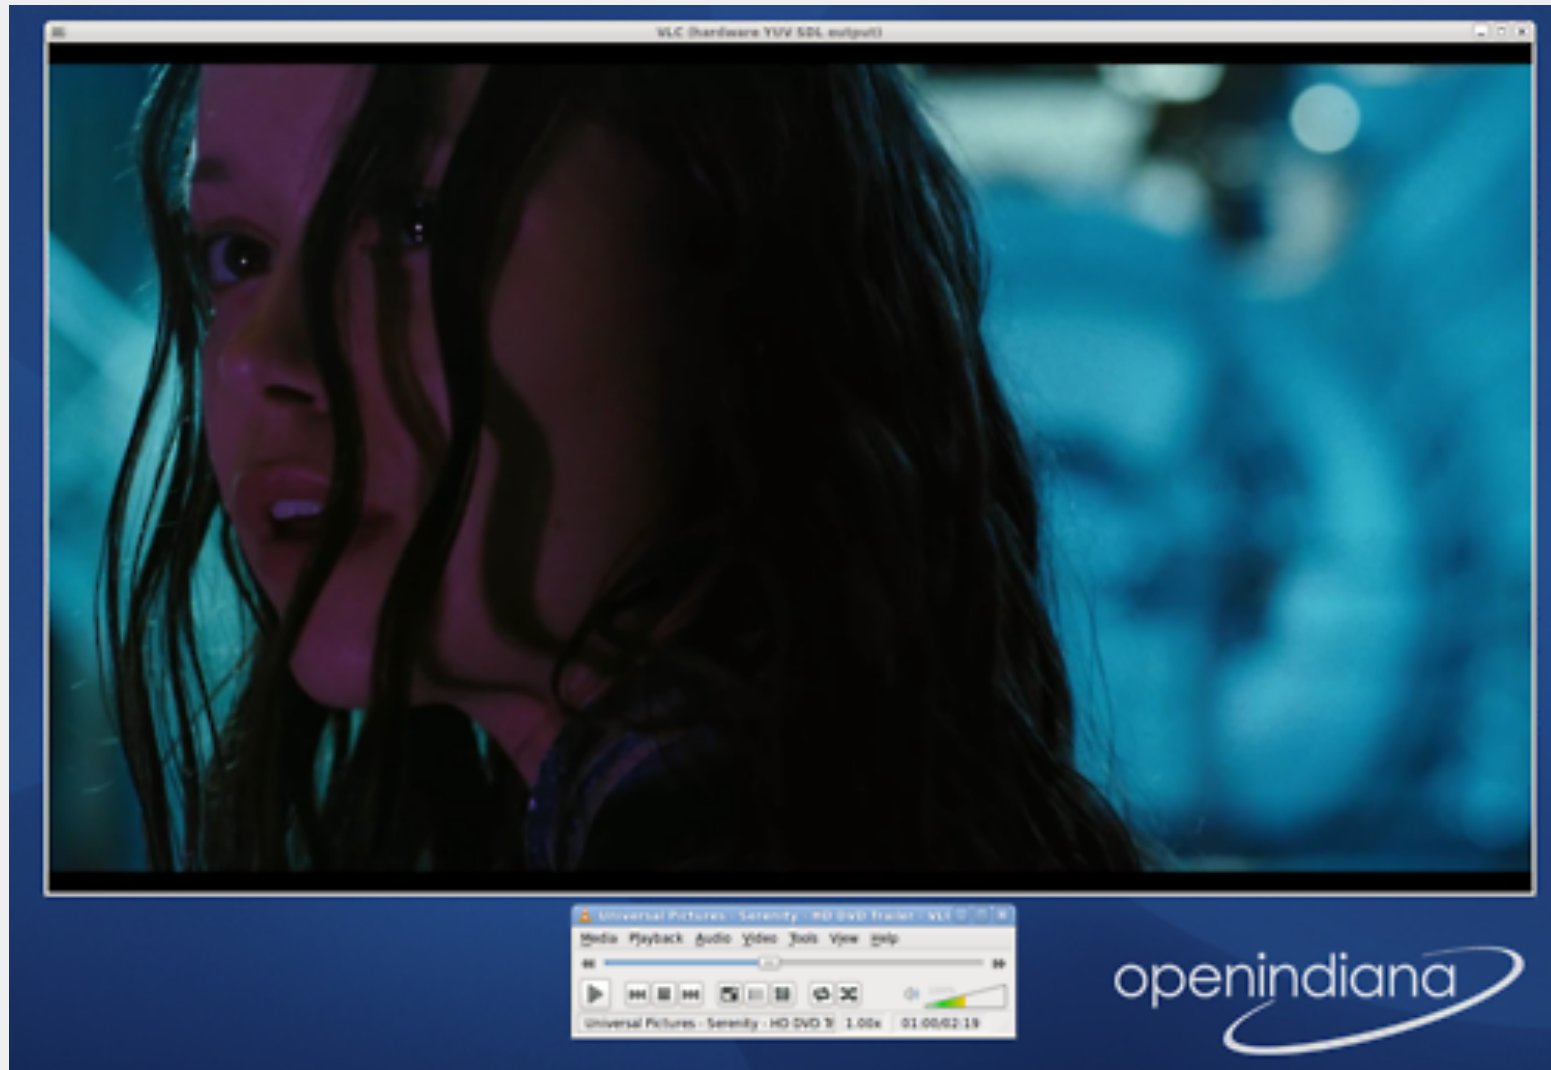 VLC (hardware YUV SDL output)
Universal Pictures - Serenity - HD DVD Trailer - VLC
Media Playback Audio Video Tools View Help
Universal Pictures - Serenity - HD DVD Tr 1.00x 01:00/02:19
openindiana